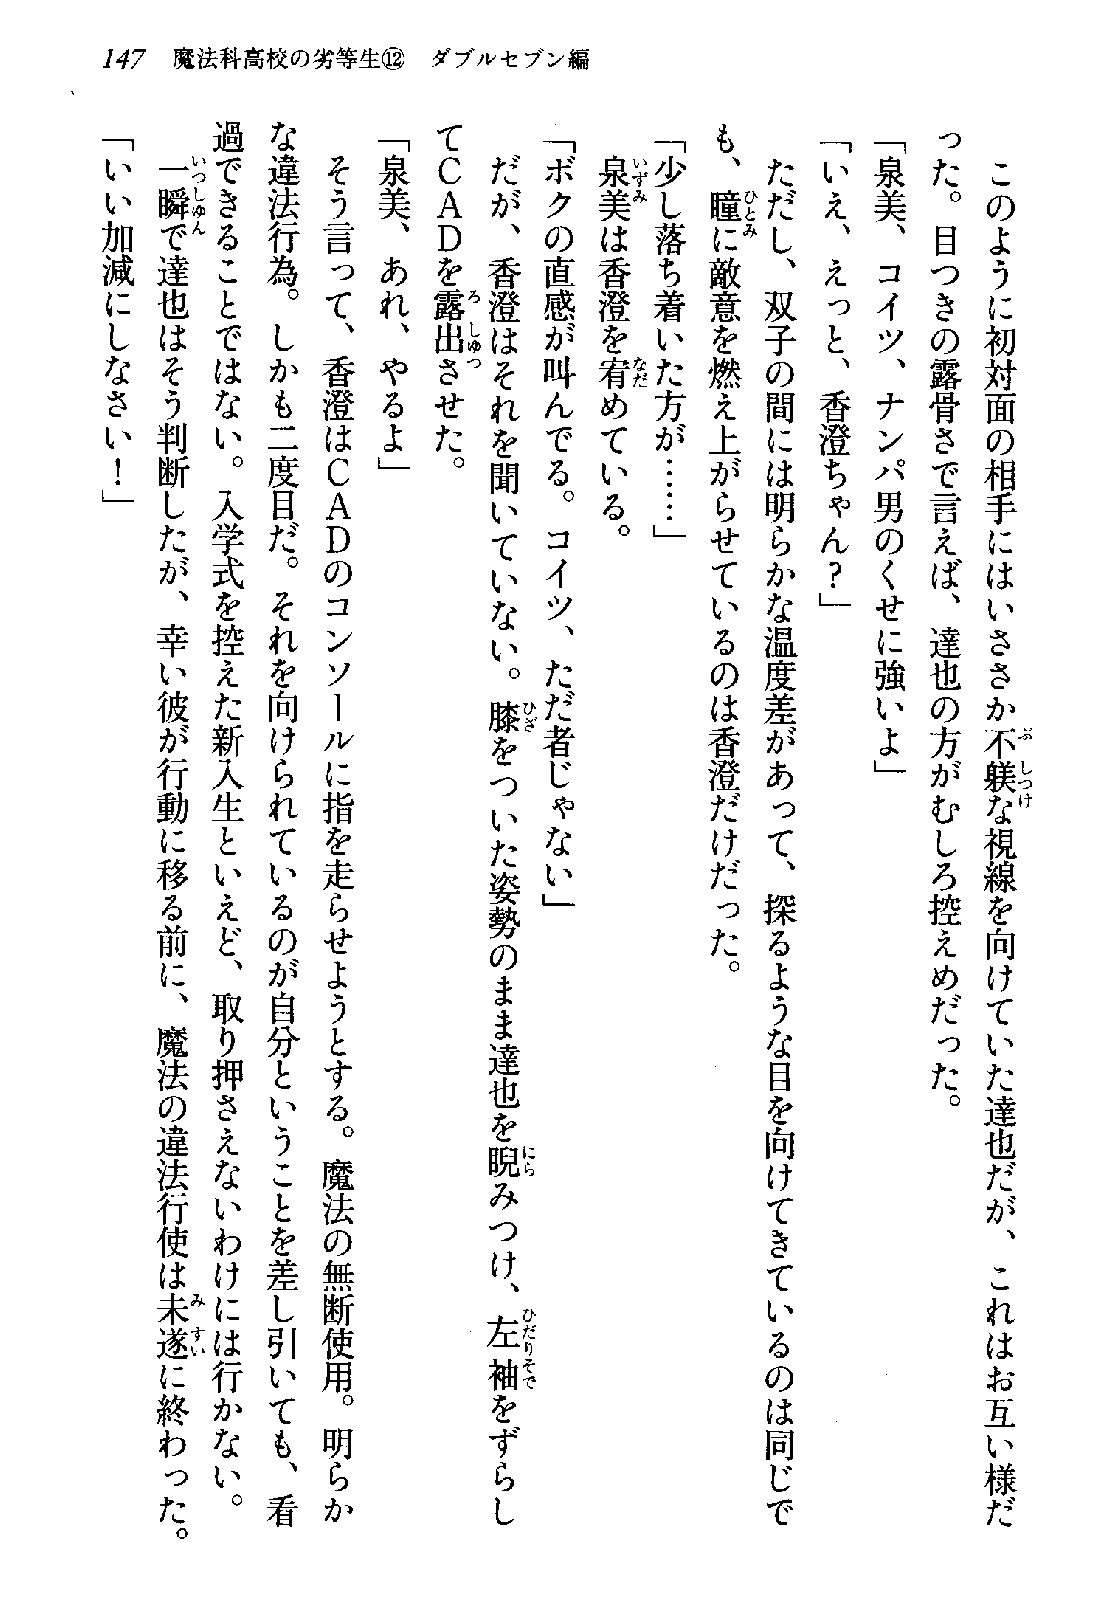 147　魔法科高校の劣等生⑫　ダブルセブン編
　このように初対面の相手にはいささか不躾な視線を向けていた達也だが、これはお互い様だ
った。目つきの露骨さで言えば、達也の方がむしろ控えめだった。
「泉美、コイツ、ナンパ男のくせに強いよ」
「いえ、えっと、香澄ちゃん？」
　ただし、双子の間には明らかな温度差があって、探るような目を向けてきているのは同じで
も、瞳に敵意を燃え上がらせているのは香澄だけだった。
「少し落ち着いた方が……」
　泉美は香澄を宥めている。
「ボクの直感が叫んでる。コイツ、ただ者じゃない」
　だが、香澄はそれを聞いていない。膝をついた姿勢のまま達也を睨みつけ、左袖をずらし
てＣＡＤを露出させた。
「泉美、あれ、やるよ」
　そう言って、香澄はＣＡＤのコンソールに指を走らせようとする。魔法の無断使用。明らか
な違法行為。しかも二度目だ。それを向けられているのが自分ということを差し引いても、看
過できることではない。入学式を控えた新入生といえど、取り押さえないわけには行かない。
　一瞬で達也はそう判断したが、幸い彼が行動に移る前に、魔法の違法行使は未遂に終わった。
「いい加減にしなさい！」